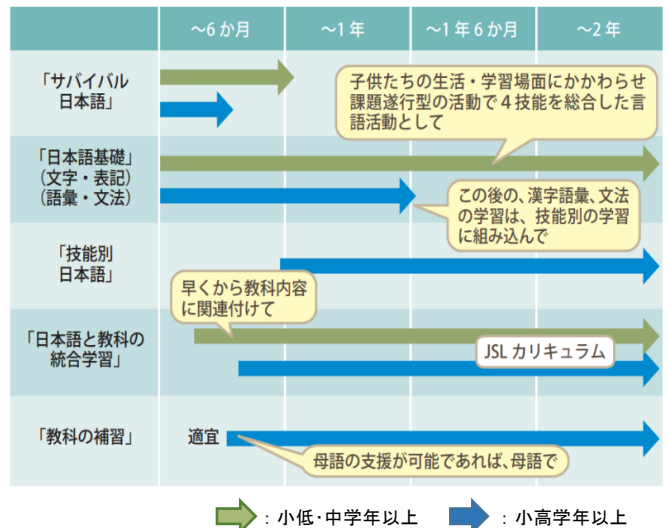 ～6か月
～1年
～1年6か月
～2年
「サバイバル
日本語」
子供たちの生活・学習場面にかかわらせ
課題遂行型の活動で4技能を総合した言
語活動として
「日本語基礎」
（文字・表記）
（語彙・文法）
この後の、漢字語彙、文法
の学習は、技能別の学習
に組み込んで
「技能別
日本語」
早くから教科内容
に関連付けて
「日本語と教科の
統合学習」
JSLカリキュラム
「教科の補習」
適宜
母語の支援が可能であれば、母語で
：小低・中学年以上
：小高学年以上